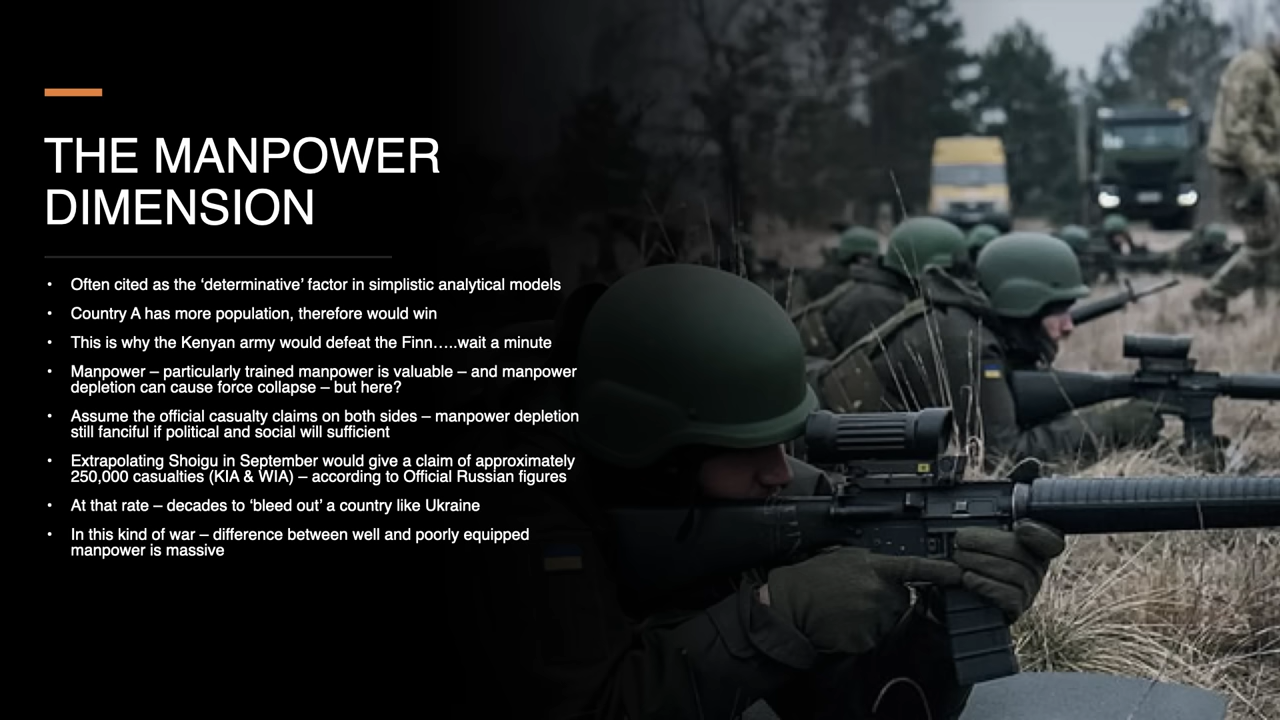 THE MANPOWER
DIMENSION
• Often cited as the ‘determinative’ factor in simplistic analytical models
• Country A has more population, therefore would win
• This is why the Kenyan army would defeat the Finn…..wait a minute
• Manpower – particularly trained manpower is valuable – and manpower
depletion can cause force collapse – but here?
• Assume the official casualty claims on both sides – manpower depletion
still fanciful if political and social will sufficient
• Extrapolating Shoigu in September would give a claim of approximately
250,000 casualties (KIA & WIA) – according to Official Russian figures
• At that rate – decades to ‘bleed out’ a country like Ukraine
• In this kind of war – difference between well and poorly equipped
manpower is massive